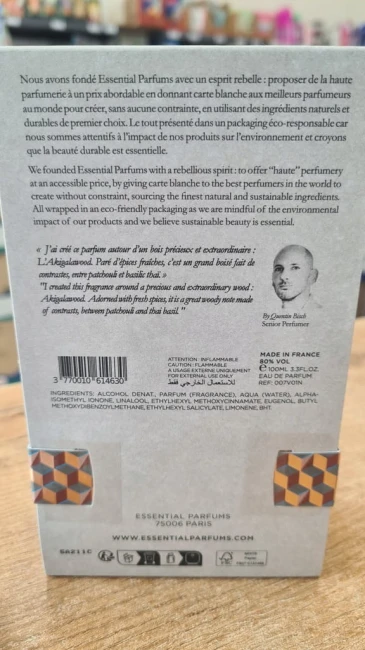 Nous avons fondé Essential Parfums avec un esprit rebelle : proposer de la haute
parfumerie à un prix abordable en donnant carte blanche aux meilleurs parfumeurs
au monde pour créer, sans aucune contrainte, en utilisant des ingrédients naturels et
durables de premier choix. Le tout présenté dans un packaging éco-responsable car
nous sommes attentifs à l'impact de nos produits sur l'environnement et croyons
que la beauté durable est essentielle.
We founded Essential Parfums with a rebellious spirit : to offer "haute" perfumery
at an accessible price, by giving carte blanche to the best perfumers in the world to
create without constraint, sourcing the finest natural and sustainable ingredients.
All wrapped in an eco-friendly packaging as we are mindful of the environmental
impact of our products and we believe sustainable beauty is essential.
« J'ai créé ce parfum autour d'un bois précieux et extraordinaire :
L'Akigalawood. Paré d'épices fraîches, c'est un grand boisé fait de
contrastes, entre patchouli et basilic thaï. »
"I created this fragrance around a precious and extraordinary wood :
Akigalawood. Adorned with fresh spices, it is a great woody note made
of contrasts, between patchouli and thai basil."
By Quentin Bisch
Senior Perfumer
3 770010 614630
ATTENTION : INFLAMMABLE
CAUTION : FLAMMABLE
A USAGE EXTERNE UNIQUEMENT
FOR EXTERNAL USE ONLY
للاستعمال الخارجي فقط
MADE IN FRANCE
80% VOL
℮ 100ML 3.3FL.OZ.
EAU DE PARFUM
REF: 007V01N
INGREDIENTS: ALCOHOL DENAT., PARFUM (FRAGRANCE), AQUA (WATER), ALPHA-
ISOMETHYL IONONE, LINALOOL, ETHYLHEXYL METHOXYCINNAMATE, EUGENOL, BUTYL
METHOXYDIBENZOYLMETHANE, ETHYLHEXYL SALICYLATE, LIMONENE, BHT.
ESSENTIAL PARFUMS
75006 PARIS
WWW.ESSENTIALPARFUMS.COM
FSC